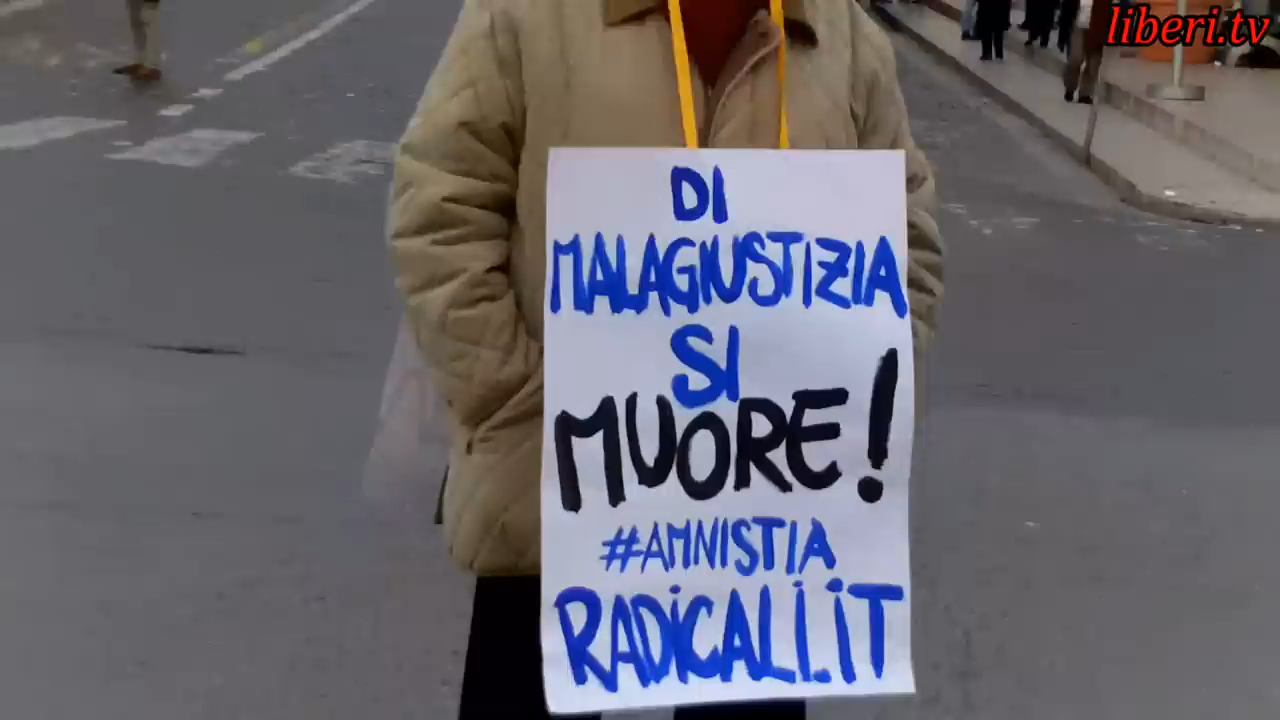 liberi.tv
DI
MALAGIUSTIZIA
SI
MUORE!
#AMNISTIA
RADiCALi.iT